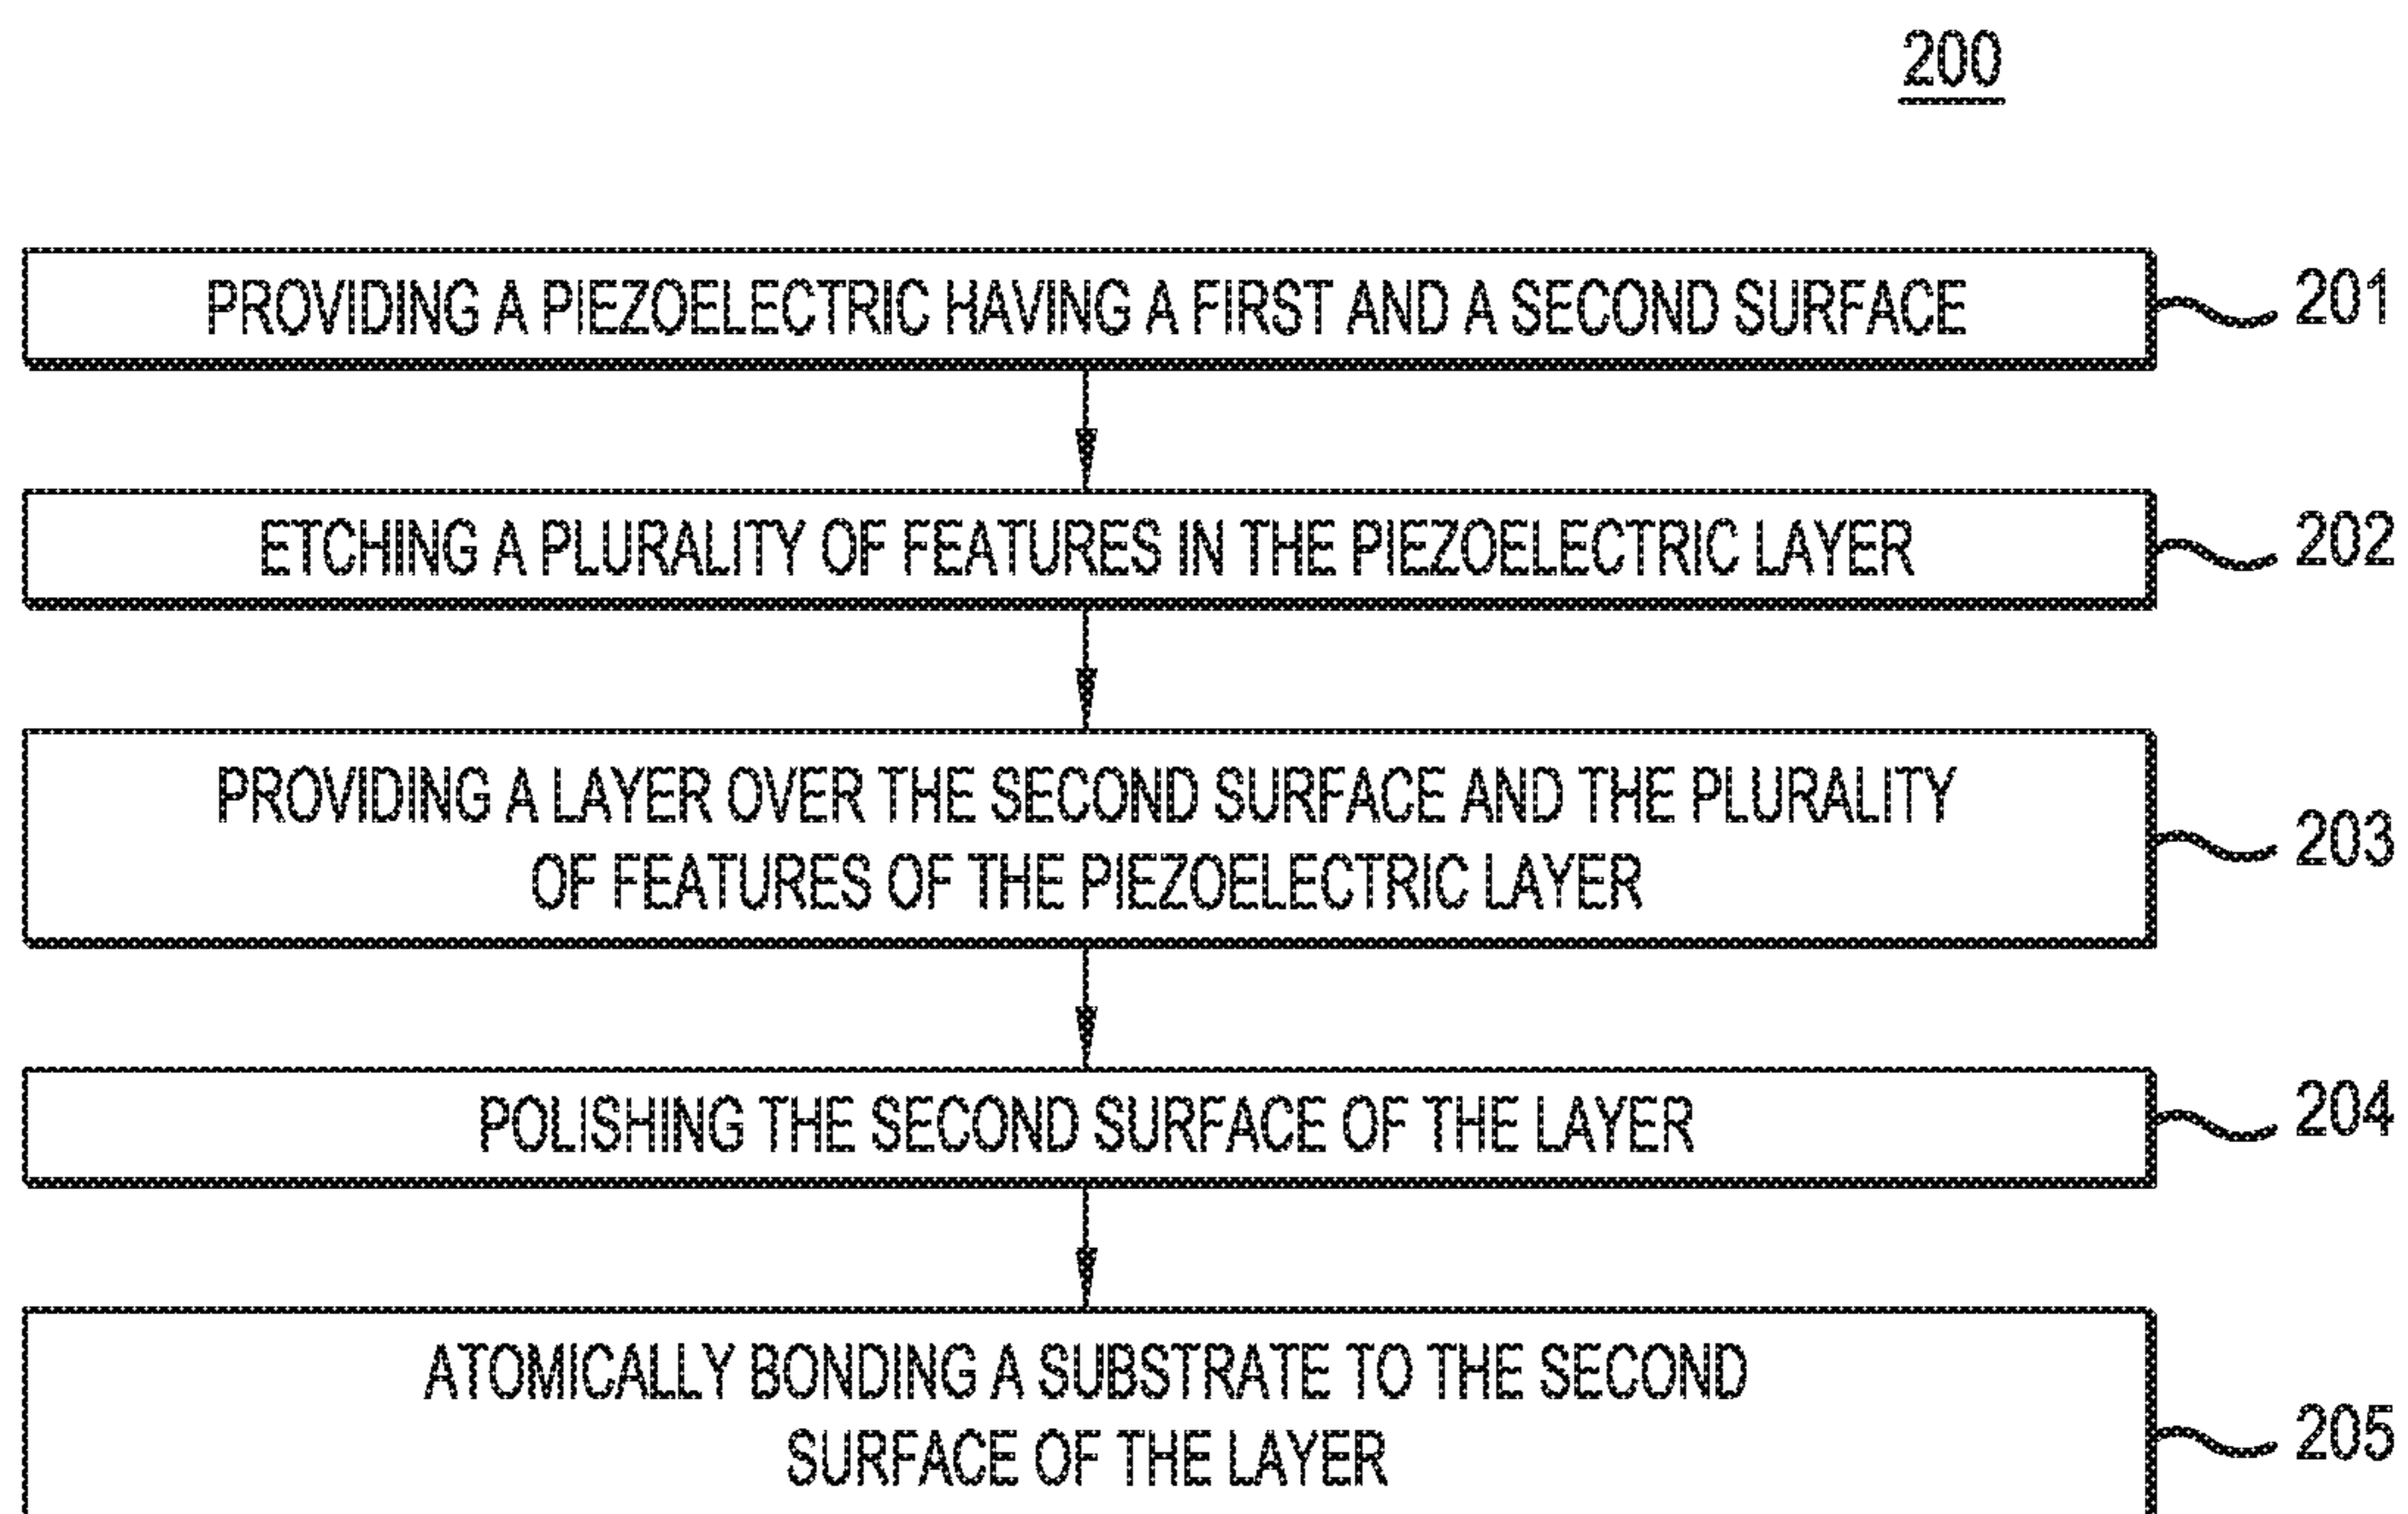 200
PROVIDING A PIEZOELECTRIC HAVING A FIRST AND A SECOND SURFACE
201
ETCHING A PLURALITY OF FEATURES IN THE PIEZOELECTRIC LAYER
202
PROVIDING A LAYER OVER THE SECOND SURFACE AND THE PLURALITY
OF FEATURES OF THE PIEZOELECTRIC LAYER
203
POLISHING THE SECOND SURFACE OF THE LAYER
204
ATOMICALLY BONDING A SUBSTRATE TO THE SECOND
SURFACE OF THE LAYER
205